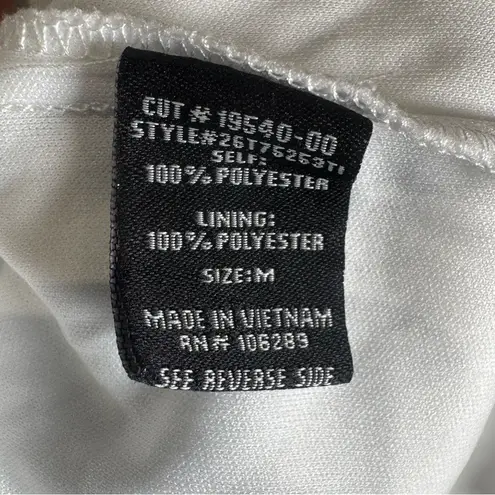 CUT # 19540-00
STYLE#26T75253TI
SELF:
100% POLYESTER
LINING:
100% POLYESTER
SIZE:M
MADE IN VIETNAM
RN# 106289
SEE REVERSE SIDE